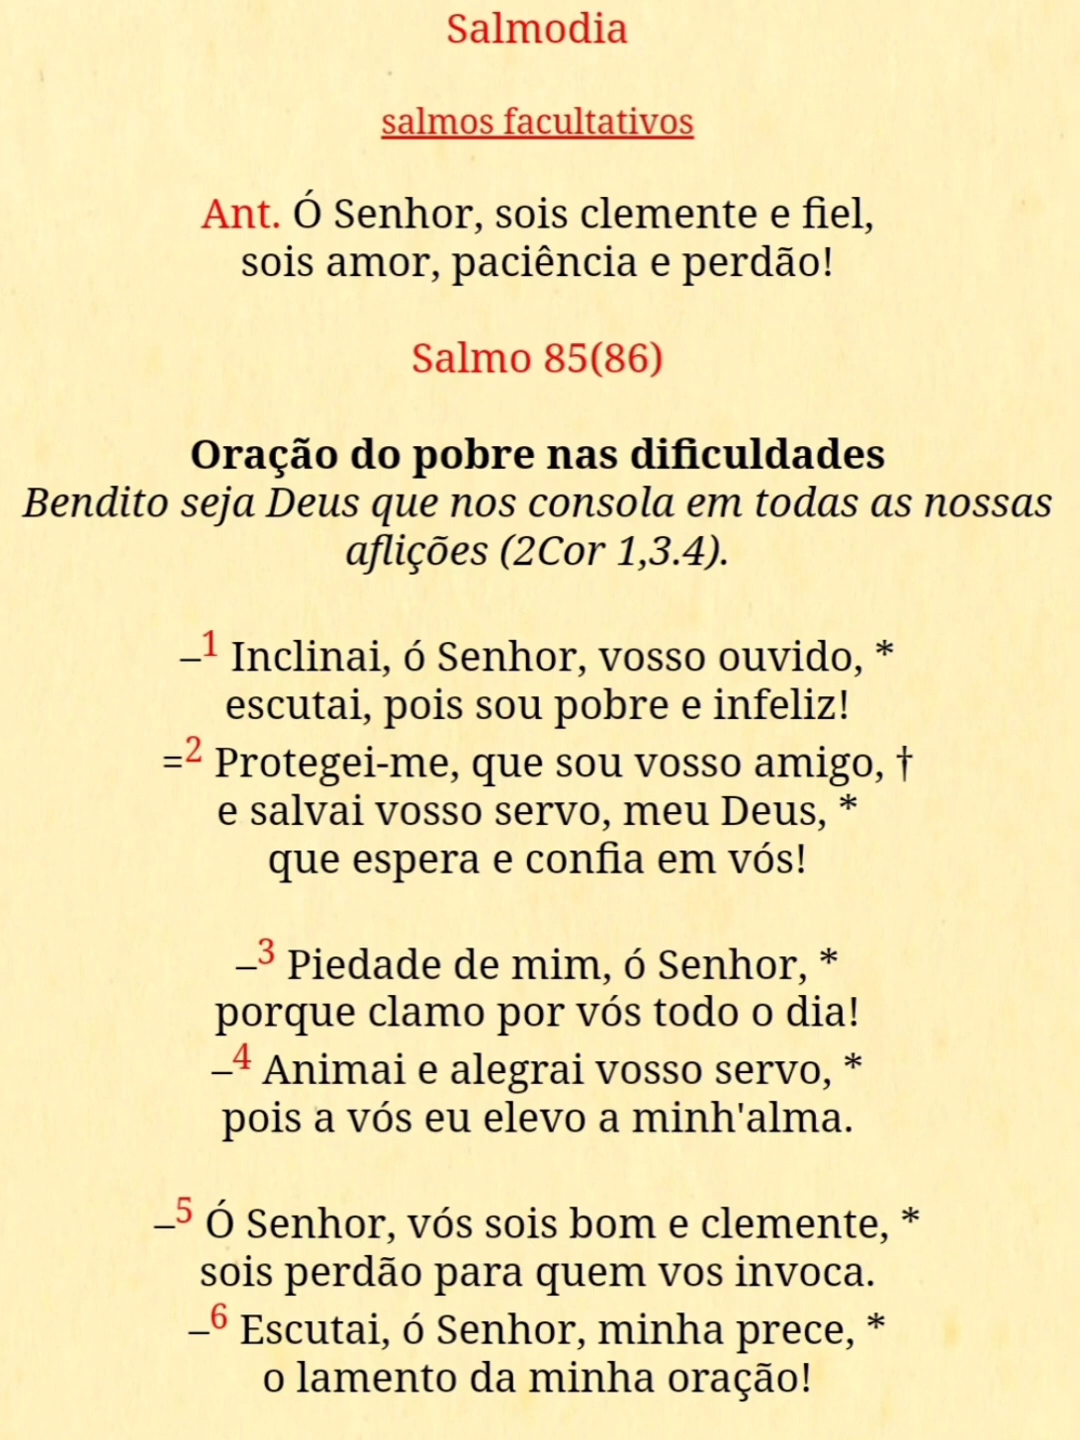 Salmodia
salmos facultativos
Ant. Ó Senhor, sois clemente e fiel,
sois amor, paciência e perdão!
Salmo 85(86)
Oração do pobre nas dificuldades
Bendito seja Deus que nos consola em todas as nossas
aflições (2Cor 1,3.4).
–1 Inclinai, ó Senhor, vosso ouvido, *
escutai, pois sou pobre e infeliz!
=2 Protegei-me, que sou vosso amigo, †
e salvai vosso servo, meu Deus, *
que espera e confia em vós!
–3 Piedade de mim, ó Senhor, *
porque clamo por vós todo o dia!
–4 Animai e alegrai vosso servo, *
pois a vós eu elevo a minh'alma.
–5 Ó Senhor, vós sois bom e clemente, *
sois perdão para quem vos invoca.
–6 Escutai, ó Senhor, minha prece, *
o lamento da minha oração!